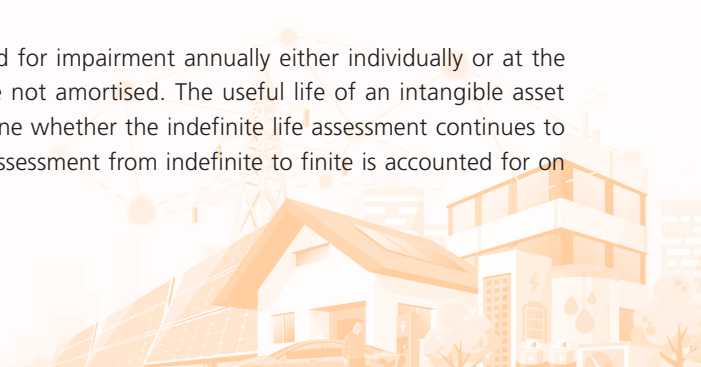 d for impairment annually either individually or at the
e not amortised. The useful life of an intangible asset
ne whether the indefinite life assessment continues to
assessment from indefinite to finite is accounted for on